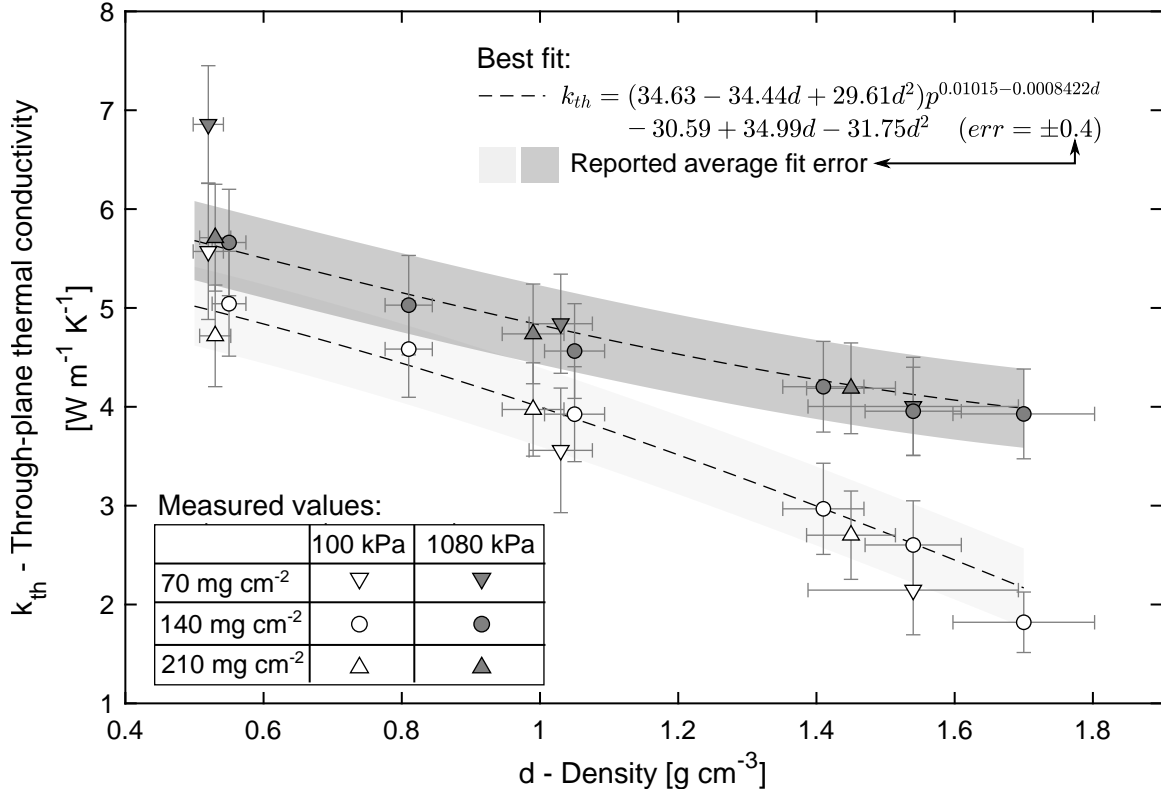 8
7
6
5
4
3
2
1
k_th - Through-plane thermal conductivity
[W m⁻¹ K⁻¹]
Best fit:
k_th = (34.63 − 34.44d + 29.61d²)p^0.01015−0.0008422d
− 30.59 + 34.99d − 31.75d² (err = ±0.4)
Reported average fit error
Measured values:
100 kPa 1080 kPa
70 mg cm⁻²
140 mg cm⁻²
210 mg cm⁻²
0.4 0.6 0.8 1 1.2 1.4 1.6 1.8
d - Density [g cm⁻³]